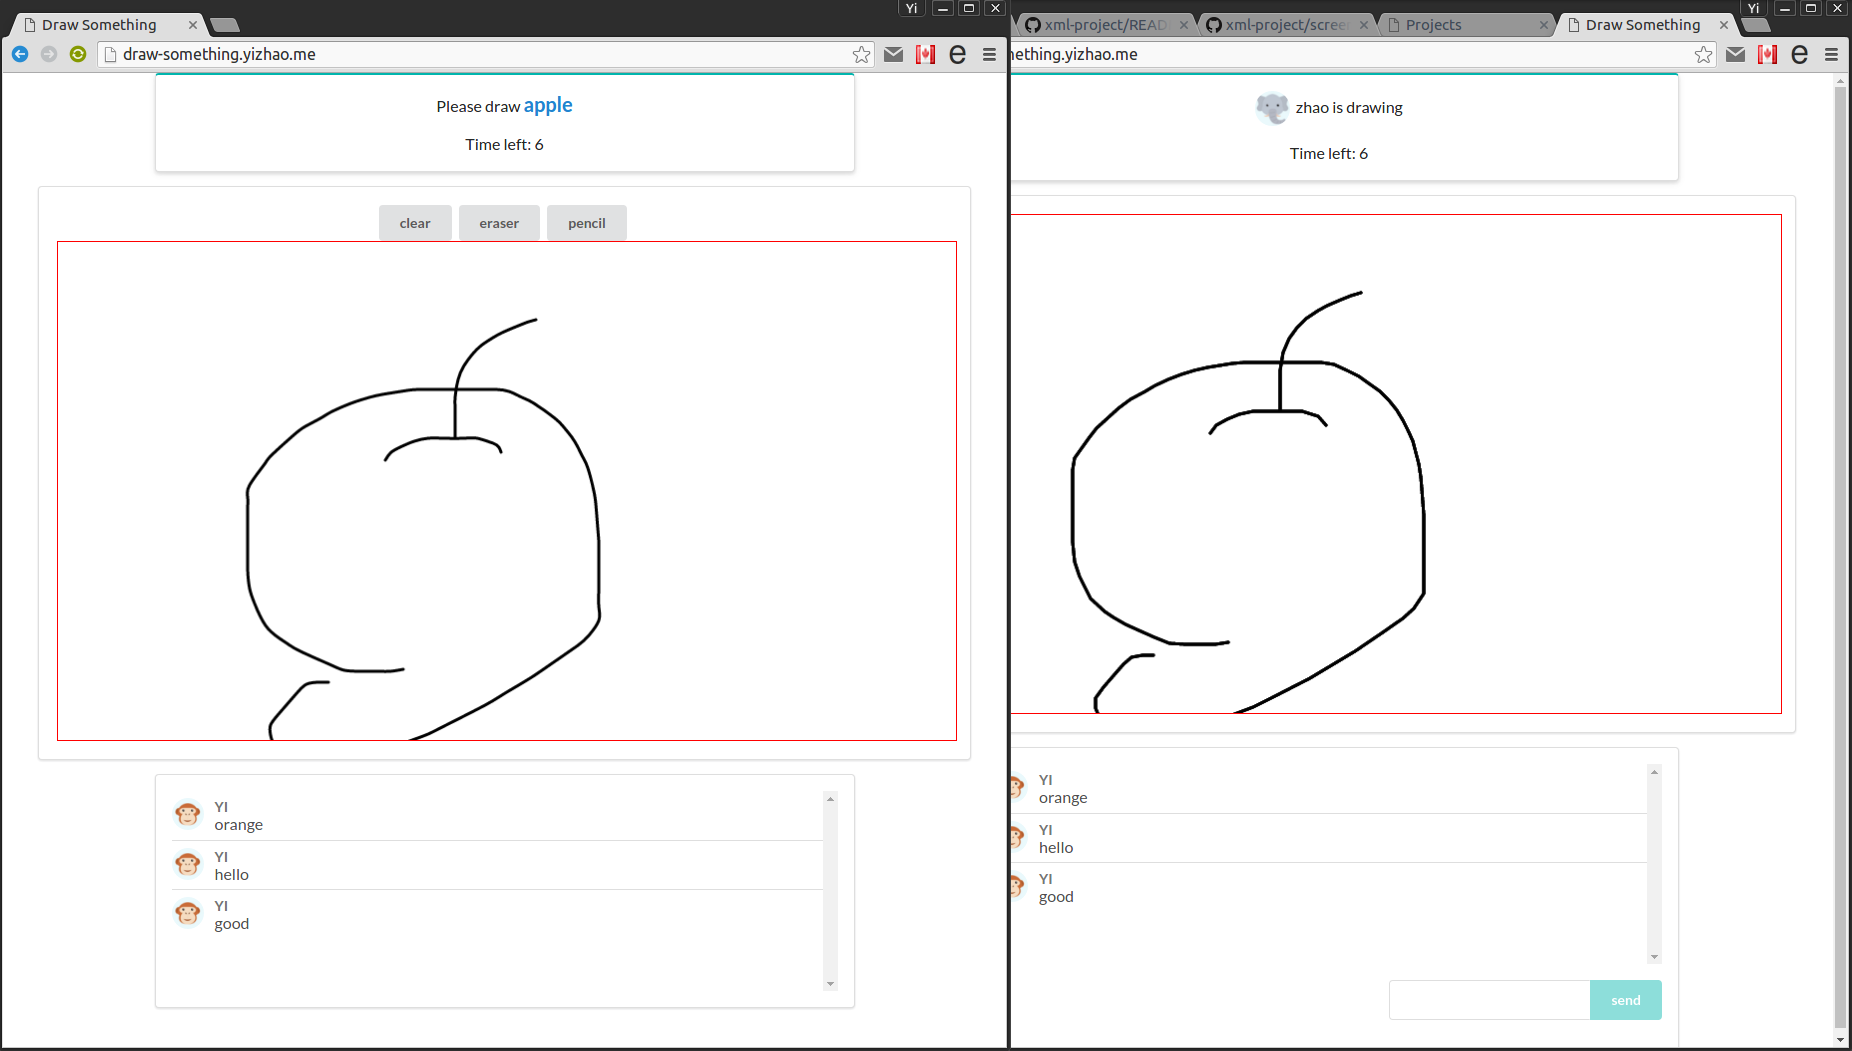 Yi
Draw Something
draw-something.yizhao.me
Please draw apple
Time left: 6
clear
eraser
pencil
YI
orange
YI
hello
YI
good
Yi
xml-project/READ
xml-project/scree
Projects
Draw Something
nething.yizhao.me
zhao is drawing
Time left: 6
YI
orange
YI
hello
YI
good
send